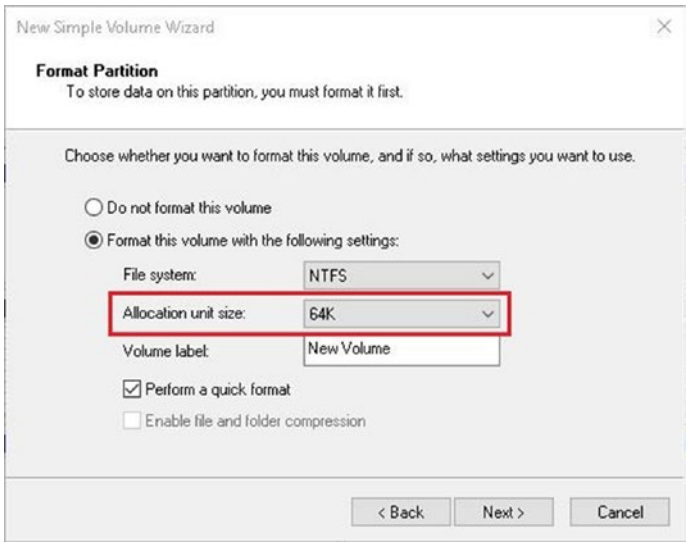 New Simple Volume Wizard
Format Partition
To store data on this partition, you must format it first.
Choose whether you want to format this volume, and if so, what settings you want to use.
Do not format this volume
Format this volume with the following settings:
File system: NTFS
Allocation unit size: 64K
Volume label: New Volume
Perform a quick format
Enable file and folder compression
< Back Next > Cancel